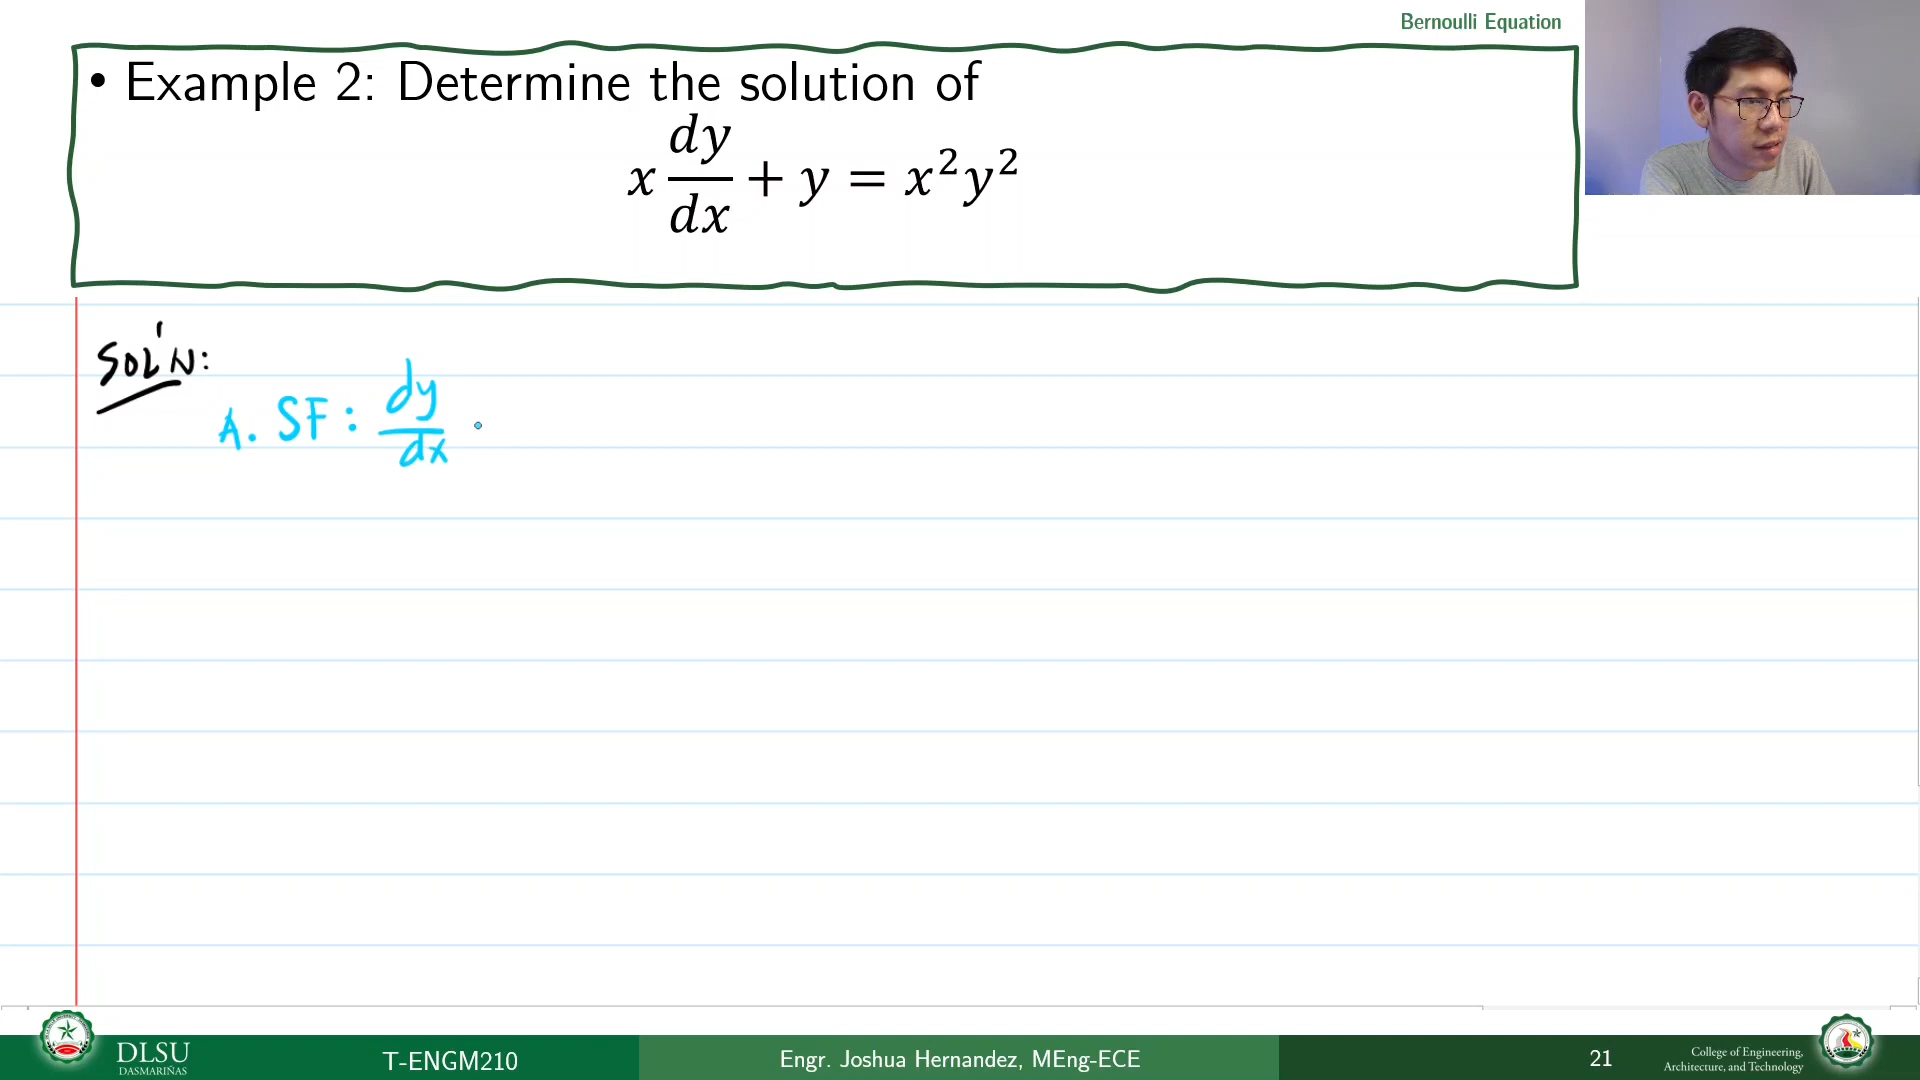 Bernoulli Equation
• Example 2: Determine the solution of
x dy/dx + y = x²y²
SOL'N:
A. SF: dy/dx
DLSU
DASMARIÑAS
T-ENGM210
Engr. Joshua Hernandez, MEng-ECE
21
College of Engineering,
Architecture, and Technology